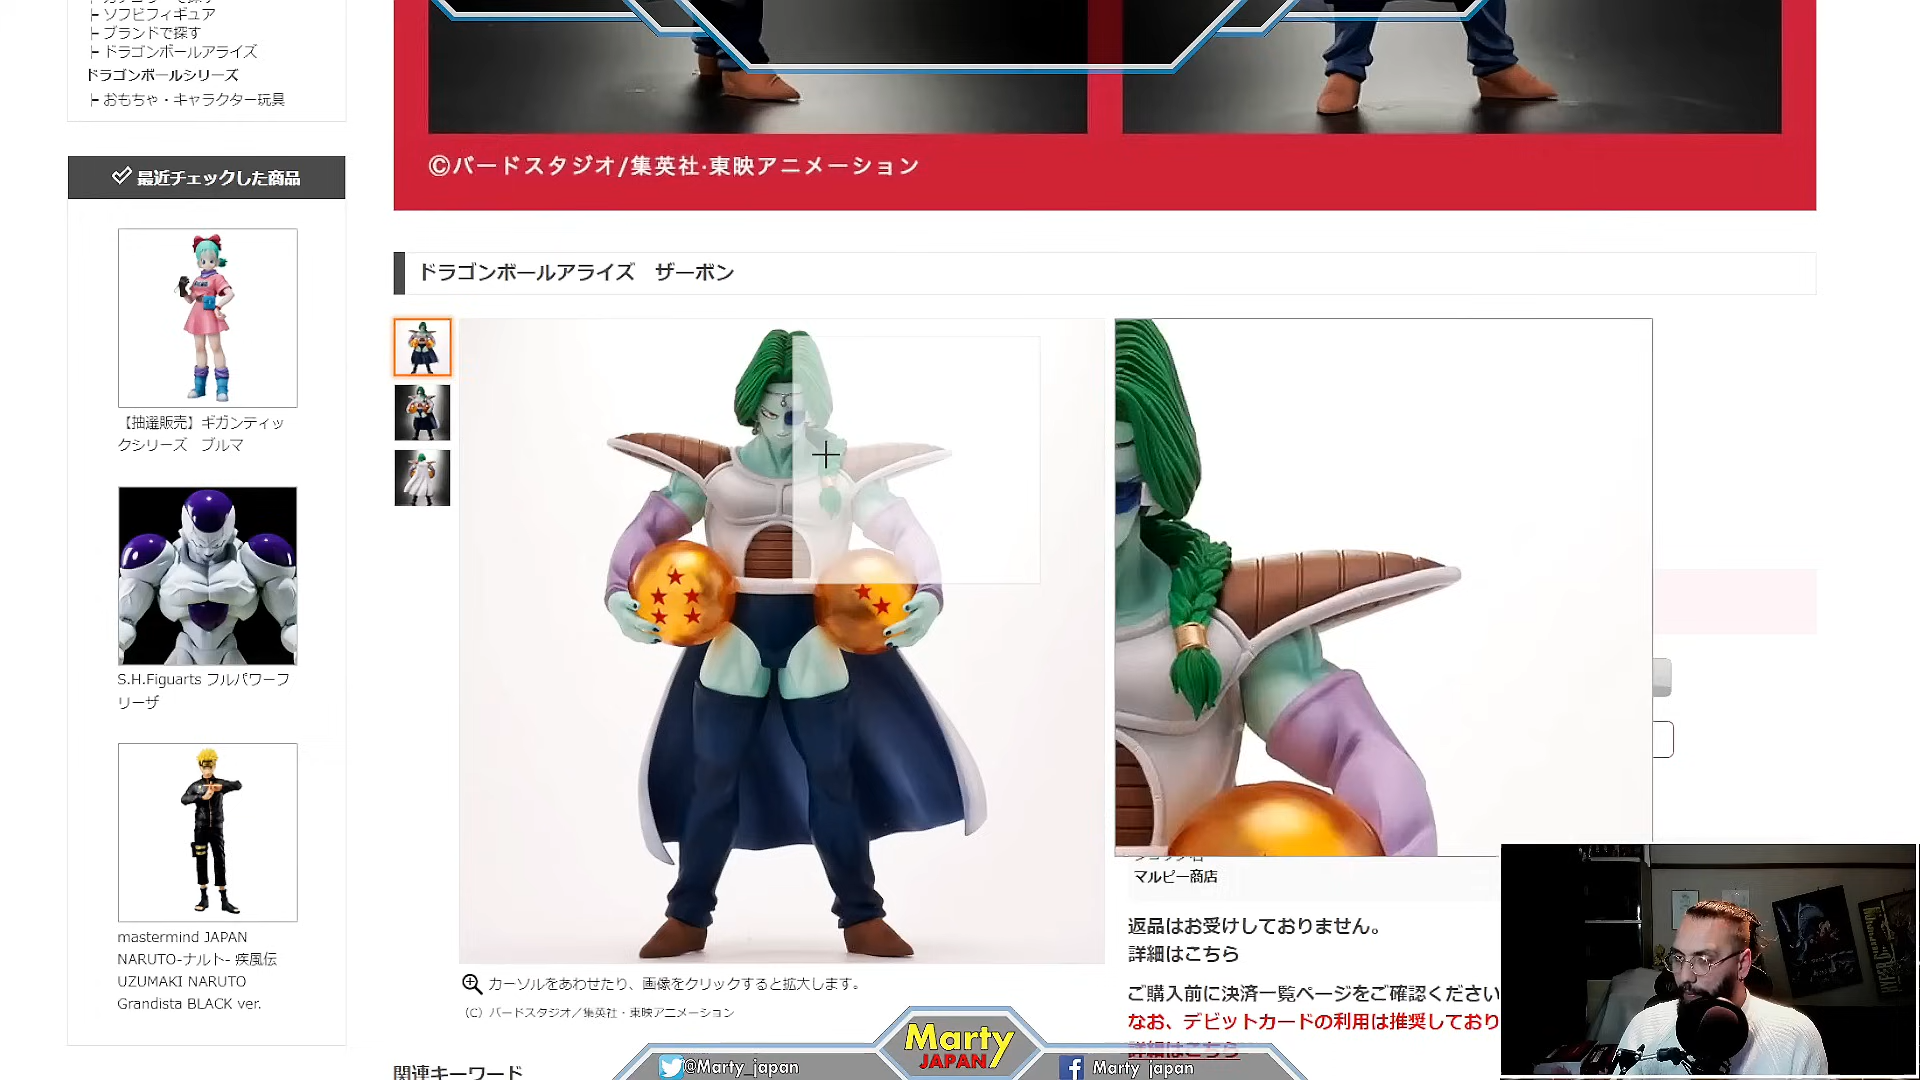 ├ ソフビフィギュア
├ ブランドで探す
├ ドラゴンボールアライズ
ドラゴンボールシリーズ
├ おもちゃ・キャラクター玩具
最近チェックした商品
【抽選販売】ギガンティッ
クシリーズ　ブルマ
S.H.Figuarts フルパワーフ
リーザ
mastermind JAPAN
NARUTO-ナルト- 疾風伝
UZUMAKI NARUTO
Grandista BLACK ver.
©バードスタジオ/集英社·東映アニメーション
ドラゴンボールアライズ　ザーボン
カーソルをあわせたり、画像をクリックすると拡大します。
（C）バードスタジオ／集英社・東映アニメーション
関連キーワード
マルピー商店
返品はお受けしておりません。
詳細はこちら
ご購入前に決済一覧ページをご確認ください
なお、デビットカードの利用は推奨しており
詳細はこちら
@Marty_japan
Marty
JAPAN
Marty japan